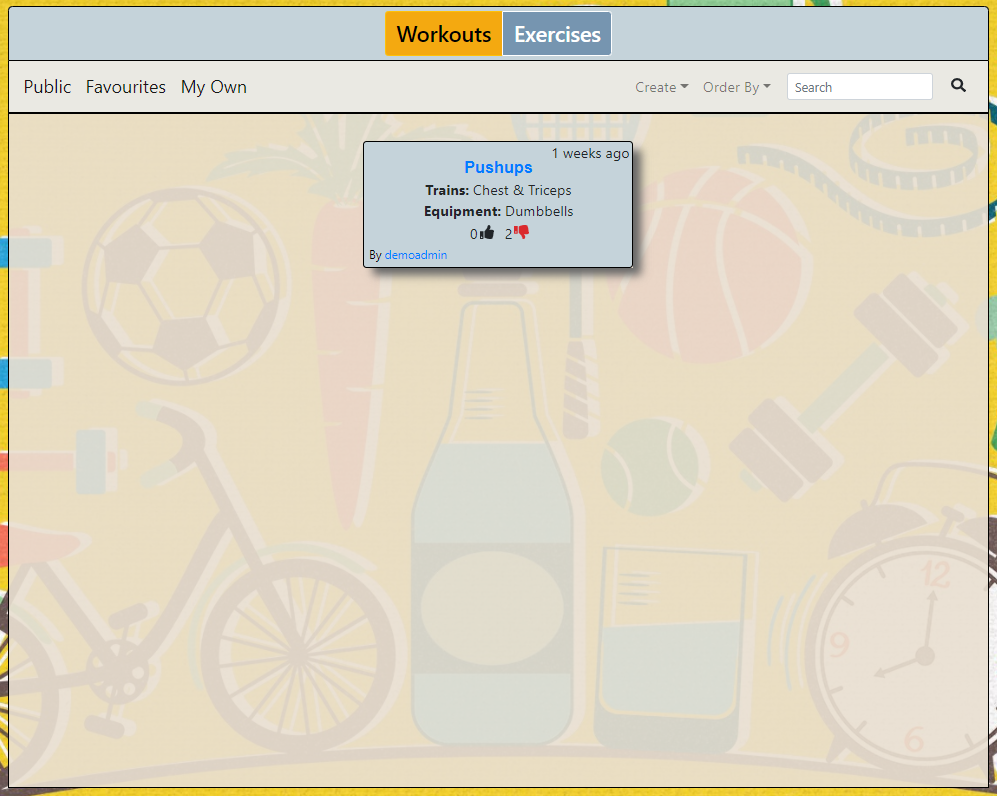 Workouts Exercises
Public Favourites My Own Create Order By Search
1 weeks ago
Pushups
Trains: Chest & Triceps
Equipment: Dumbbells
0 2
By demoadmin
12
9
6